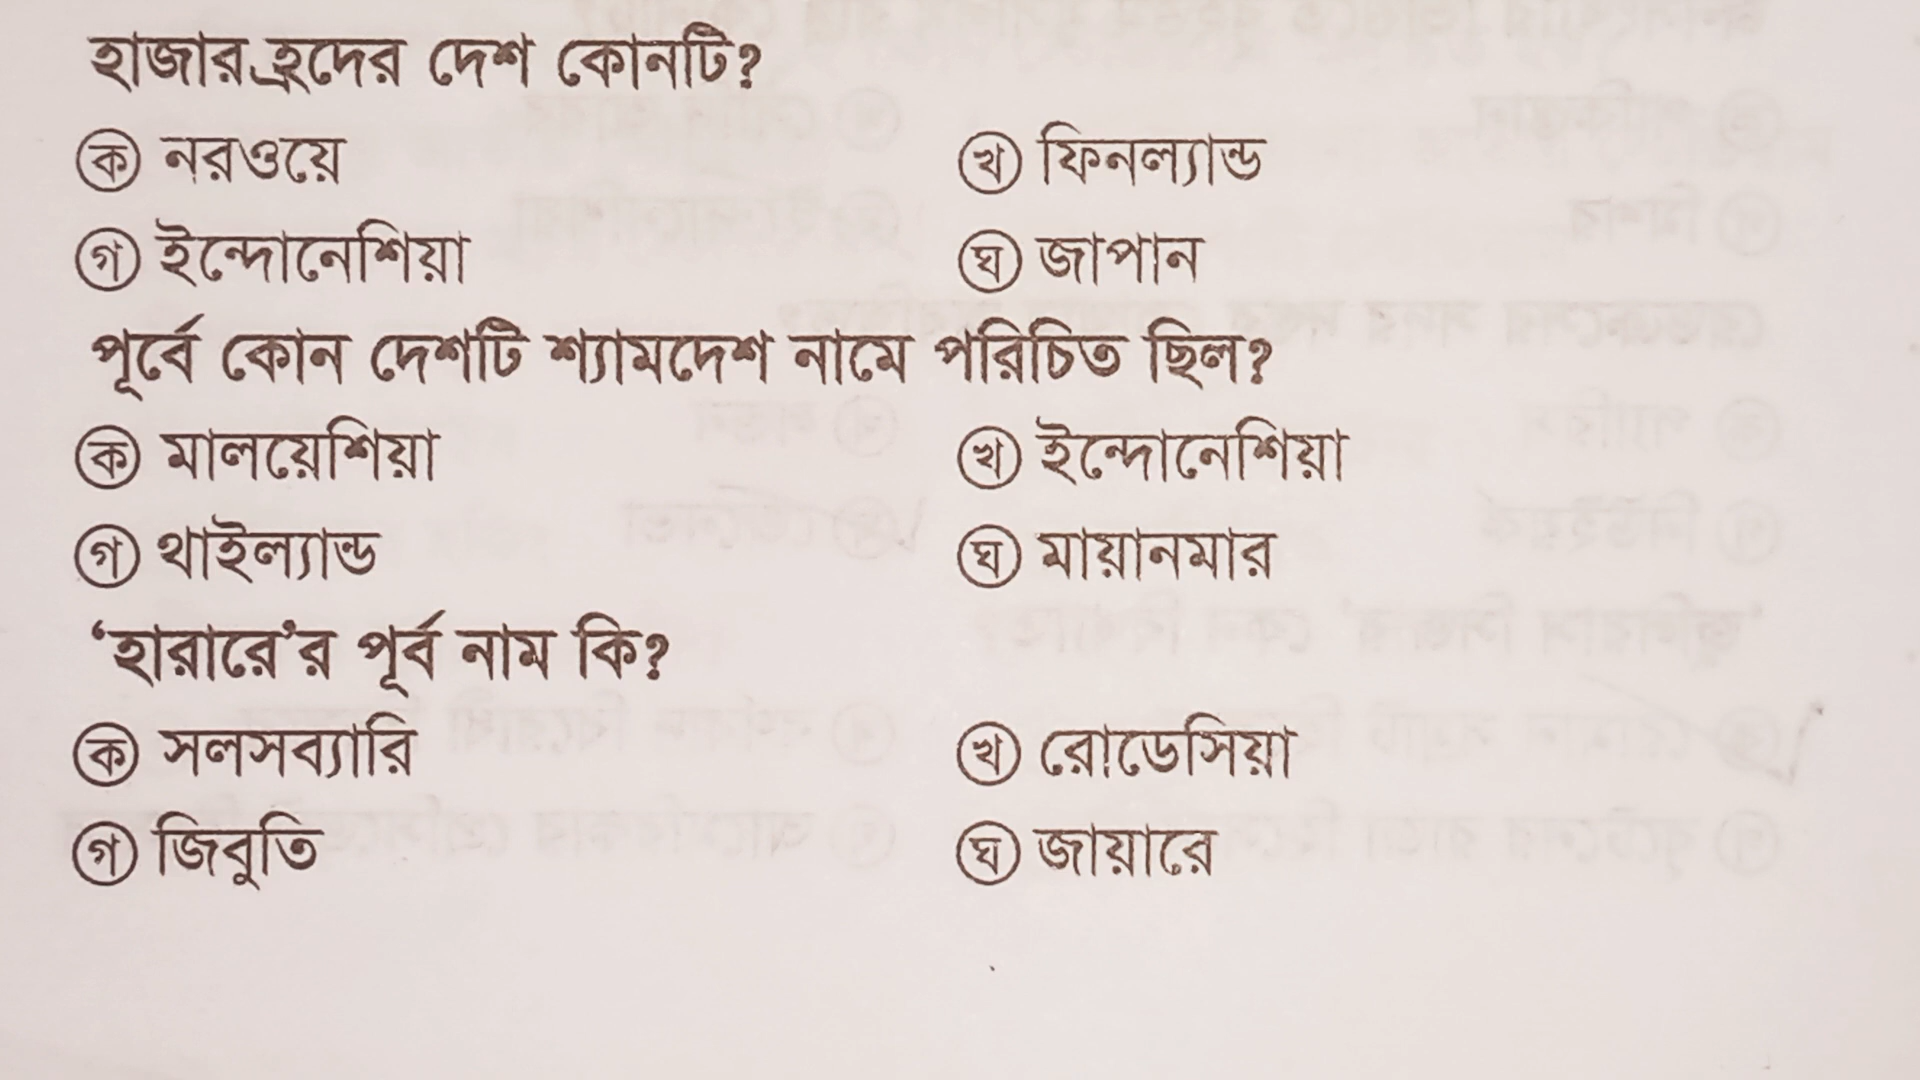 হাজার হ্রদের দেশ কোনটি?
ক নরওয়ে খ ফিনল্যান্ড
গ ইন্দোনেশিয়া ঘ জাপান
পূর্বে কোন দেশটি শ্যামদেশ নামে পরিচিত ছিল?
ক মালয়েশিয়া খ ইন্দোনেশিয়া
গ থাইল্যান্ড ঘ মায়ানমার
‘হারারে’র পূর্ব নাম কি?
ক সলসব্যারি খ রোডেসিয়া
গ জিবুতি ঘ জায়ারে